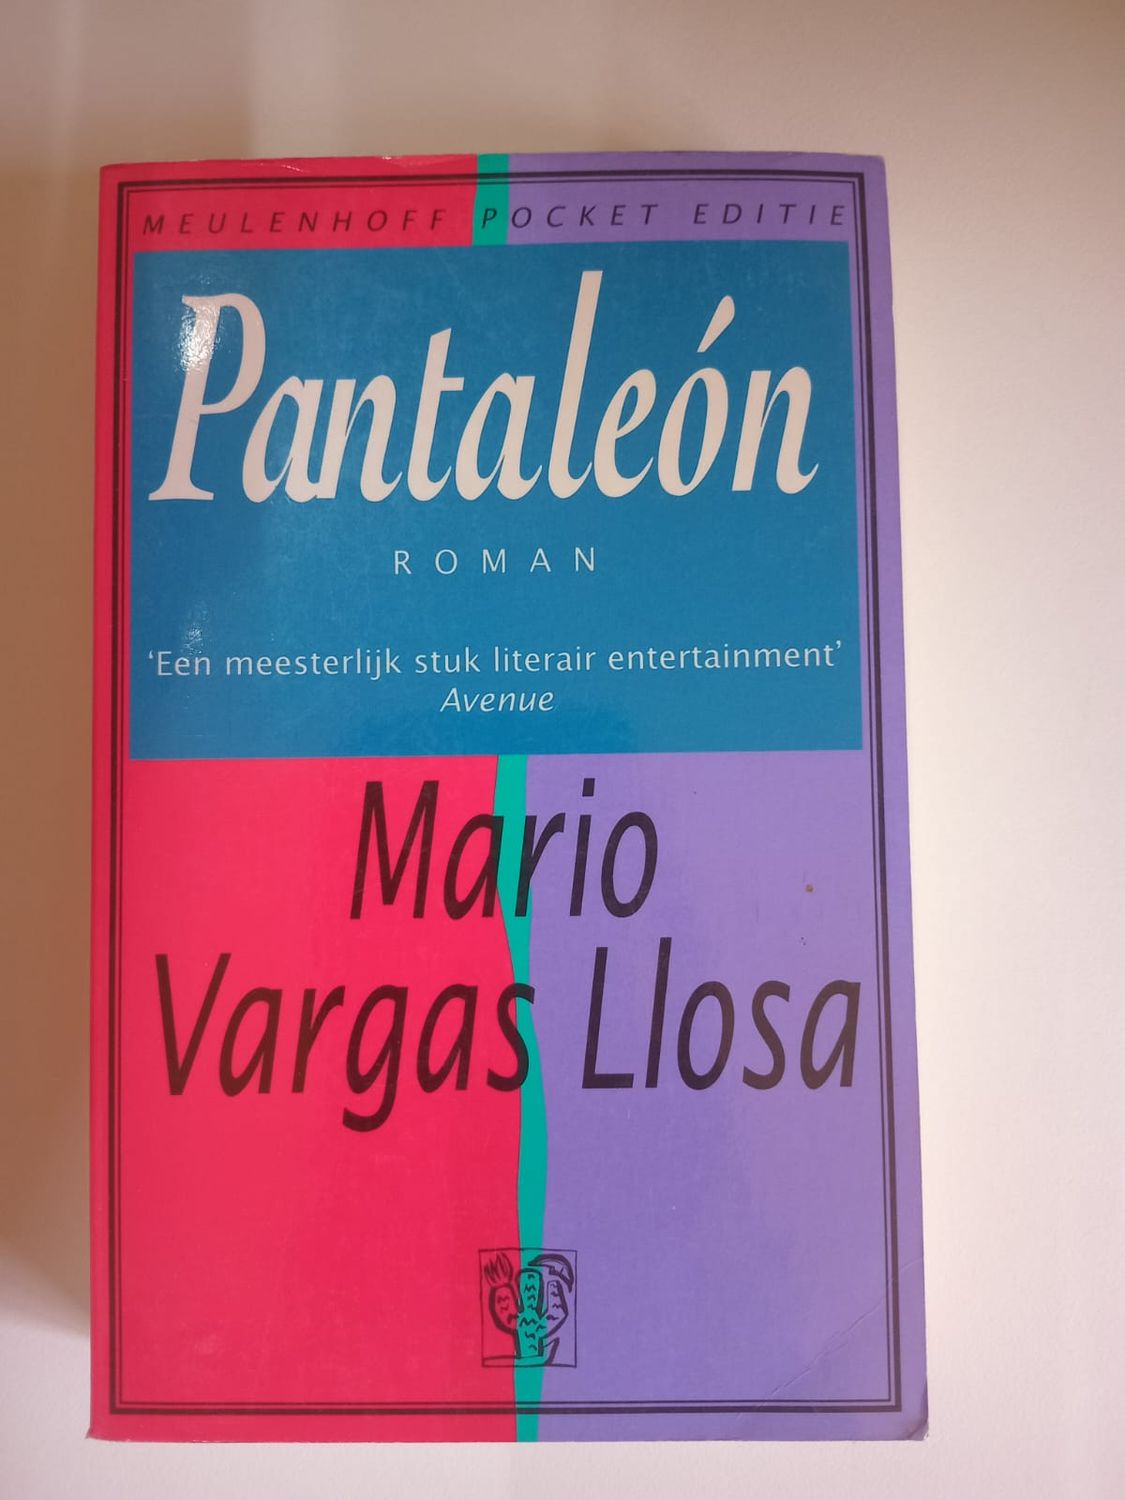 MEULENHOFF POCKET EDITIE
Pantaleón
ROMAN
‘Een meesterlijk stuk literair entertainment’
Avenue
Mario
Vargas Llosa